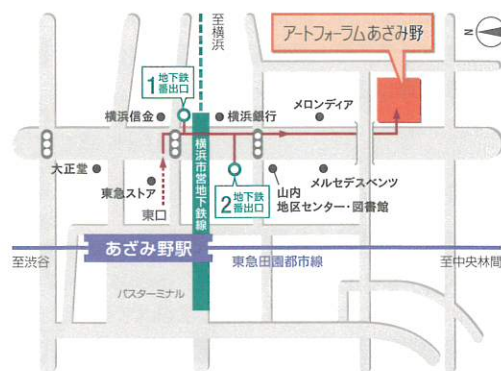 至横浜
アートフォーラムあざみ野
N
地下鉄
1番出口
横浜信金
横浜銀行
メロンディア
大正堂
東急ストア
東口
横浜市営地下鉄線
地下鉄
2番出口
山内
地区センター・図書館
メルセデスベンツ
至渋谷
あざみ野駅
東急田園都市線
至中央林間
バスターミナル